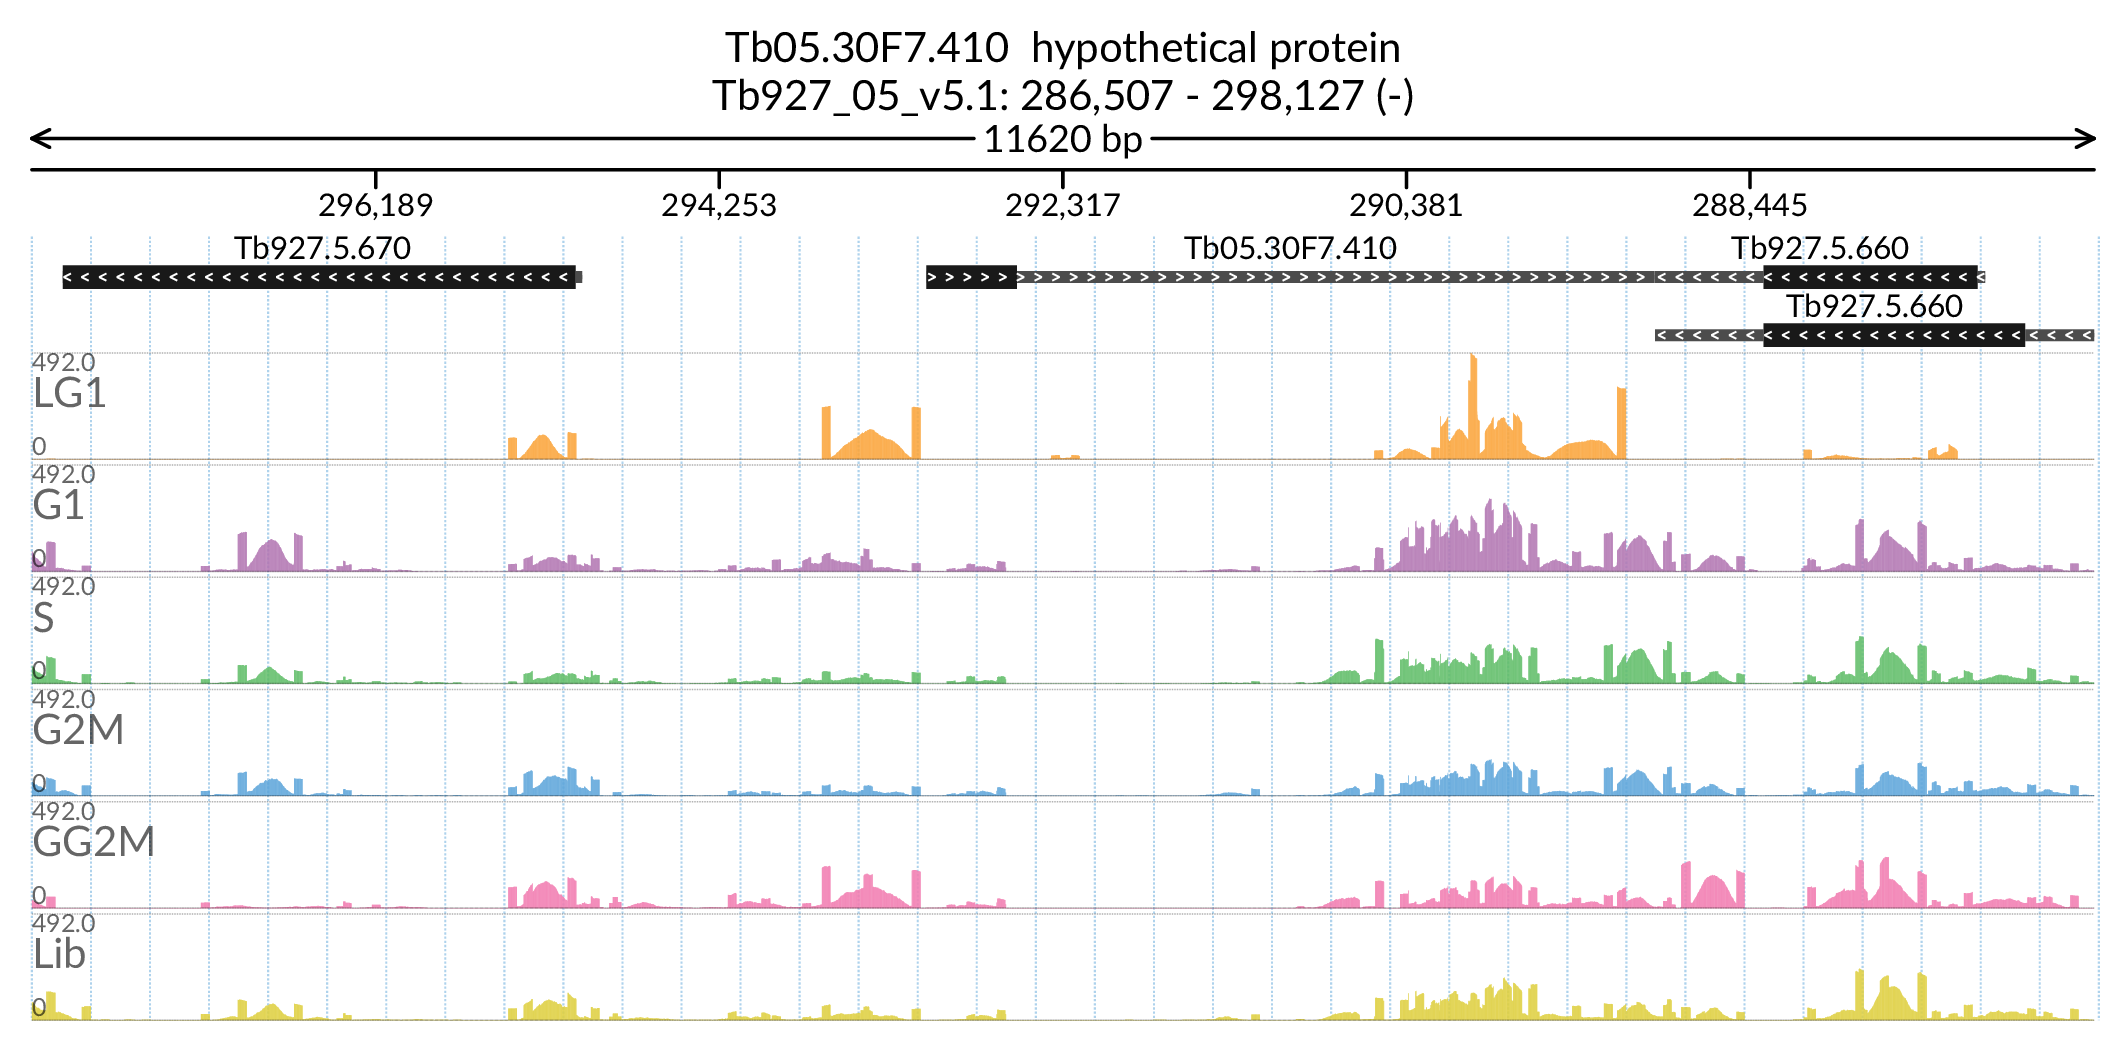 Tb05.30F7.410 hypothetical protein
Tb927_05_v5.1: 286,507 - 298,127 (-)
11620 bp
296,189 294,253 292,317 290,381 288,445
Tb927.5.670 Tb05.30F7.410 Tb927.5.660
Tb927.5.660
492.0
LG1
0
492.0
G1
0
492.0
S
0
492.0
G2M
0
492.0
GG2M
0
492.0
Lib
0